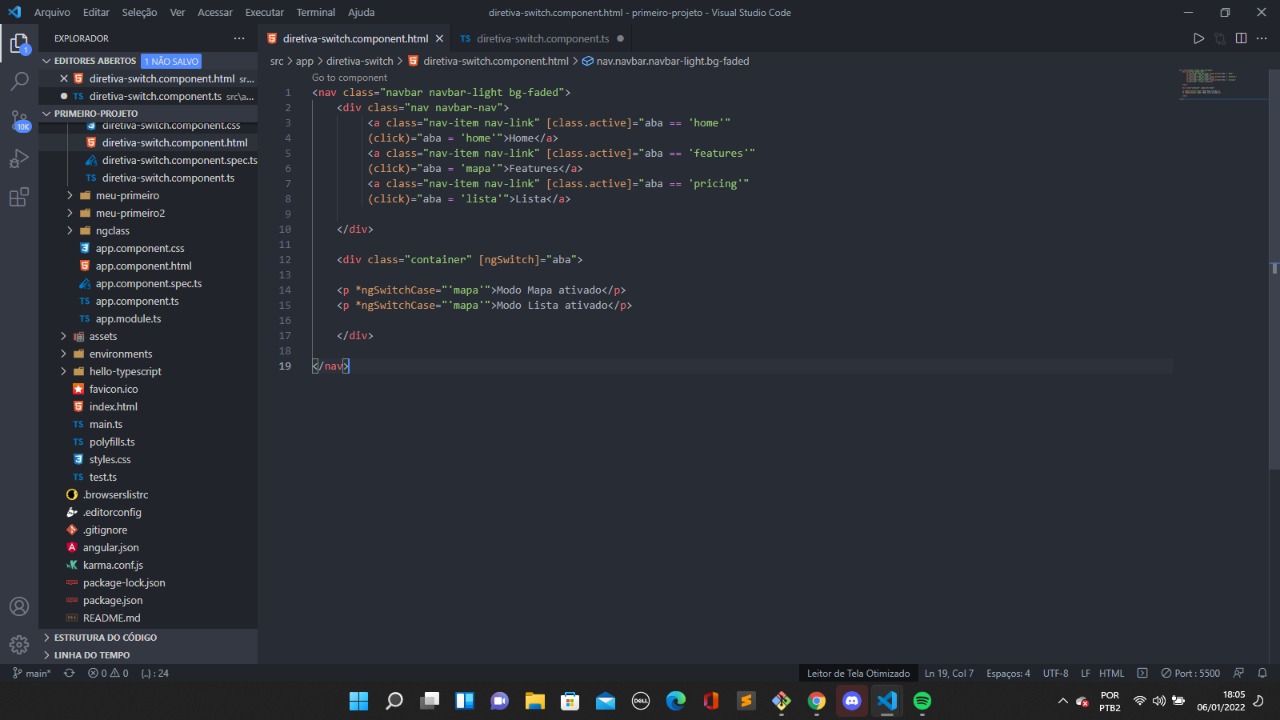 Arquivo Editar Seleção Ver Acessar Executar Terminal Ajuda
diretiva-switch.component.html - primeiro-projeto - Visual Studio Code
EXPLORADOR
EDITORES ABERTOS 1 NÃO SALVO
diretiva-switch.component.html sr...
TS diretiva-switch.component.ts src\a...
PRIMEIRO-PROJETO
diretiva-switch.component.css
diretiva-switch.component.html
diretiva-switch.component.spec.ts
TS diretiva-switch.component.ts
meu-primeiro
meu-primeiro2
ngclass
app.component.css
app.component.html
app.component.spec.ts
TS app.component.ts
TS app.module.ts
assets
environments
hello-typescript
favicon.ico
index.html
TS main.ts
TS polyfills.ts
styles.css
TS test.ts
.browserslistrc
.editorconfig
.gitignore
angular.json
karma.conf.js
package-lock.json
package.json
README.md
ESTRUTURA DO CÓDIGO
LINHA DO TEMPO
1
10K
diretiva-switch.component.html
TS diretiva-switch.component.ts
src > app > diretiva-switch > diretiva-switch.component.html > nav.navbar.navbar-light.bg-faded
Go to component
1 <nav class="navbar navbar-light bg-faded">
2 <div class="nav navbar-nav">
3 <a class="nav-item nav-link" [class.active]="aba == 'home'"
4 (click)="aba = 'home'">Home</a>
5 <a class="nav-item nav-link" [class.active]="aba == 'features'"
6 (click)="aba = 'mapa'">Features</a>
7 <a class="nav-item nav-link" [class.active]="aba == 'pricing'"
8 (click)="aba = 'lista'">Lista</a>
9
10 </div>
11
12 <div class="container" [ngSwitch]="aba">
13
14 <p *ngSwitchCase="'mapa'">Modo Mapa ativado</p>
15 <p *ngSwitchCase="'mapa'">Modo Lista ativado</p>
16
17 </div>
18
19 </nav>
main* 0 0 {..} : 24 Leitor de Tela Otimizado Ln 19, Col 7 Espaços: 4 UTF-8 LF HTML Port : 5500
DELL
POR
PTB2
18:05
06/01/2022